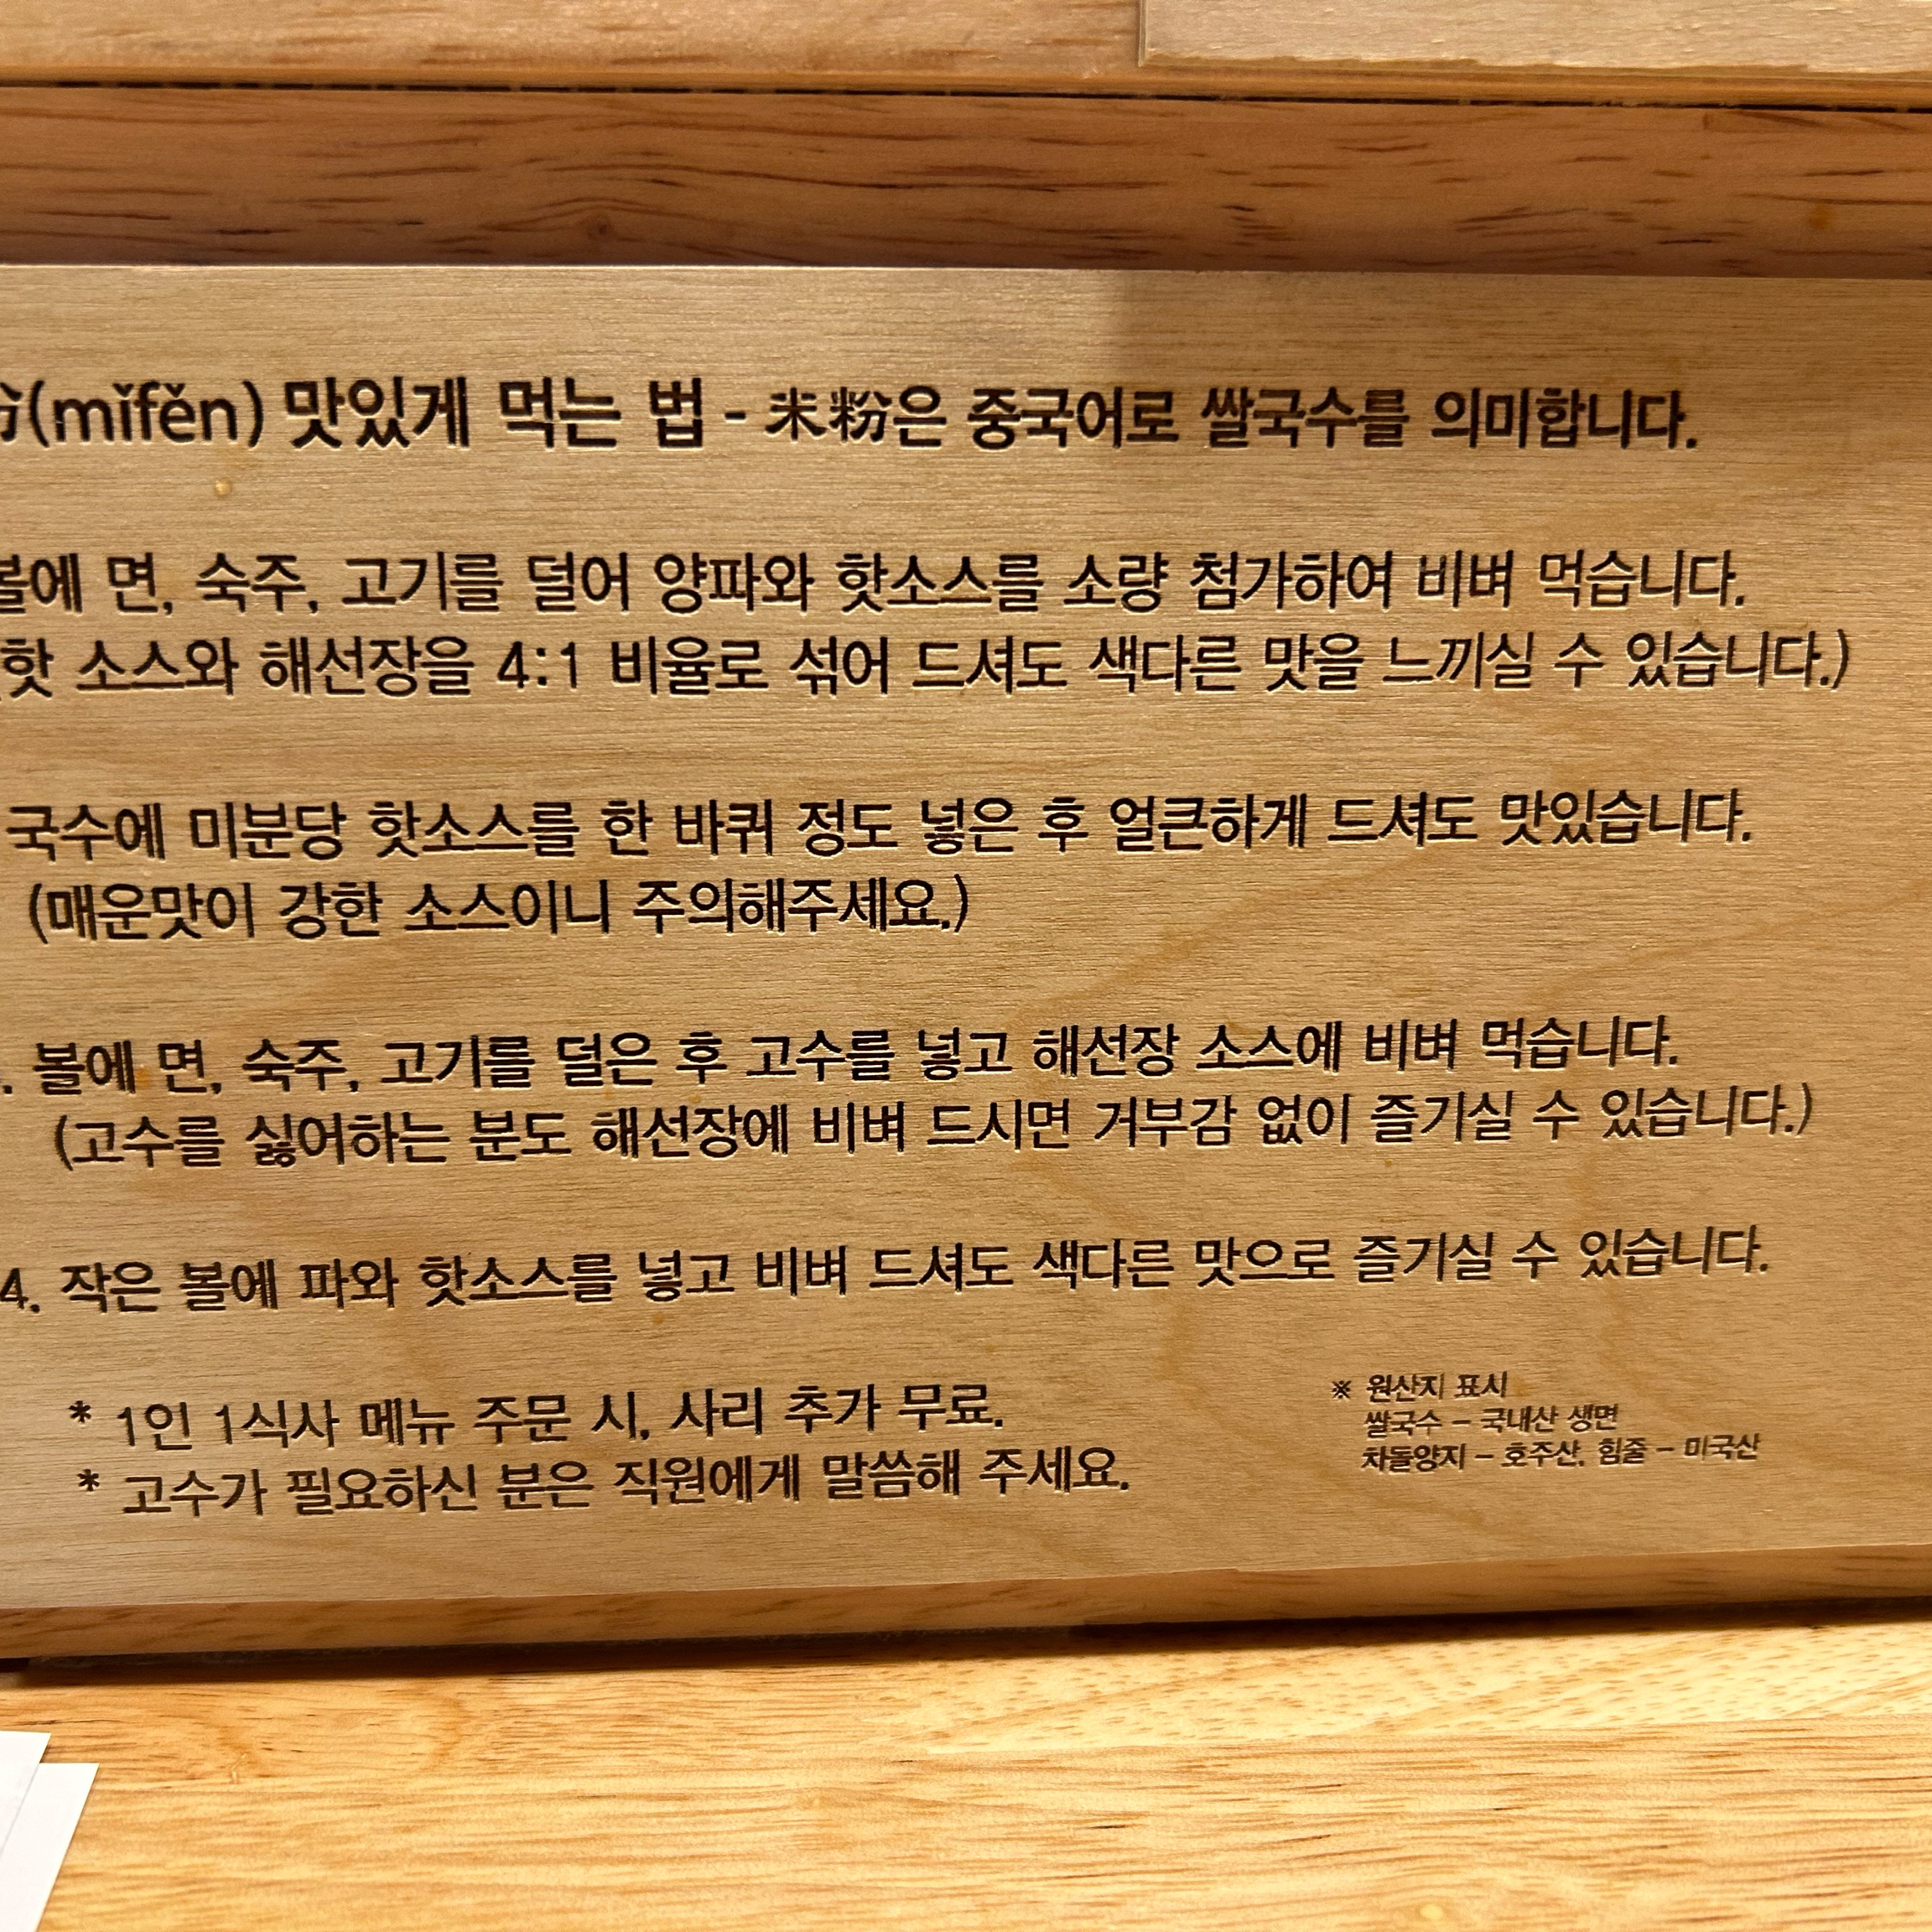 (mǐfěn) 맛있게 먹는 법 - 米粉은 중국어로 쌀국수를 의미합니다.
볼에 면, 숙주, 고기를 덜어 양파와 핫소스를 소량 첨가하여 비벼 먹습니다.
(핫 소스와 해선장을 4:1 비율로 섞어 드셔도 색다른 맛을 느끼실 수 있습니다.)
국수에 미분당 핫소스를 한 바퀴 정도 넣은 후 얼큰하게 드셔도 맛있습니다.
(매운맛이 강한 소스이니 주의해주세요.)
. 볼에 면, 숙주, 고기를 덜은 후 고수를 넣고 해선장 소스에 비벼 먹습니다.
(고수를 싫어하는 분도 해선장에 비벼 드시면 거부감 없이 즐기실 수 있습니다.)
4. 작은 볼에 파와 핫소스를 넣고 비벼 드셔도 색다른 맛으로 즐기실 수 있습니다.
* 1인 1식사 메뉴 주문 시, 사리 추가 무료.
* 고수가 필요하신 분은 직원에게 말씀해 주세요.
※ 원산지 표시
쌀국수 - 국내산 생면
차돌양지 - 호주산, 힘줄 - 미국산